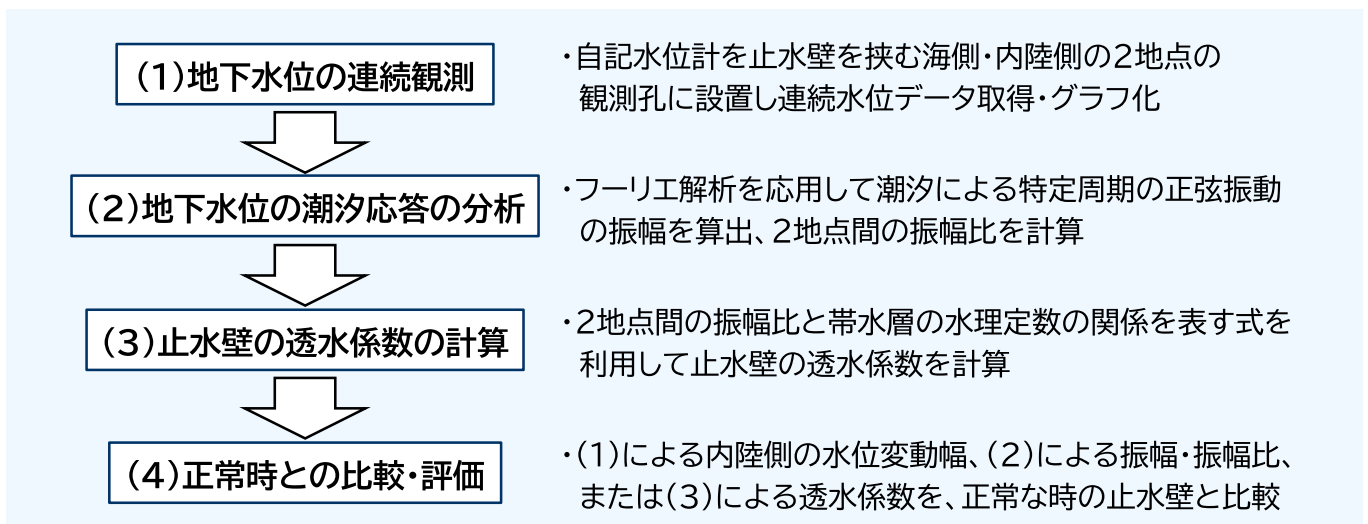 (1)地下水位の連続観測
・自記水位計を止水壁を挟む海側・内陸側の2地点の
観測孔に設置し連続水位データ取得・グラフ化
(2)地下水位の潮汐応答の分析
・フーリエ解析を応用して潮汐による特定周期の正弦振動
の振幅を算出、2地点間の振幅比を計算
(3)止水壁の透水係数の計算
・2地点間の振幅比と帯水層の水理定数の関係を表す式を
利用して止水壁の透水係数を計算
(4)正常時との比較・評価
・(1)による内陸側の水位変動幅、(2)による振幅・振幅比、
または(3)による透水係数を、正常な時の止水壁と比較